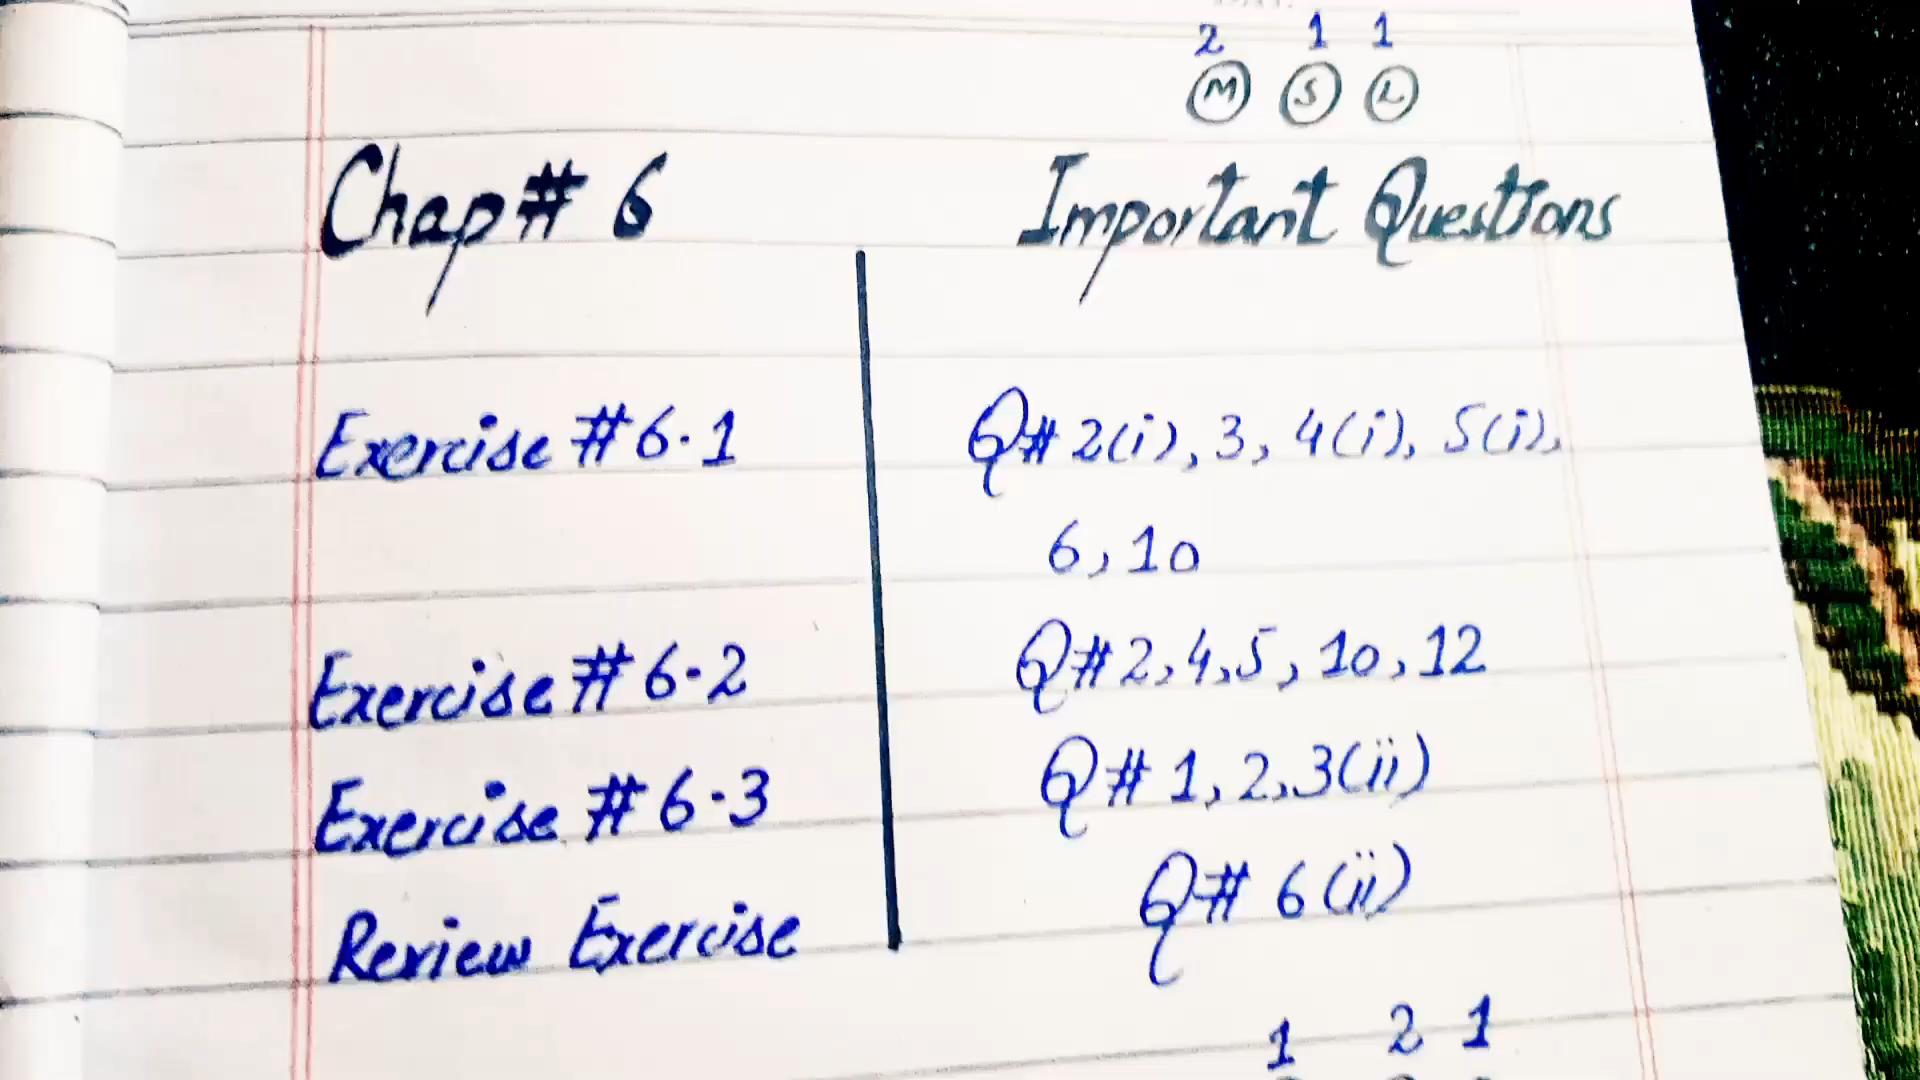 2 1 1
M S L
Chap # 6 Important Questions
Exercise # 6.1 Q# 2(i), 3, 4(i), 5(i),
6, 10
Exercise # 6.2 Q# 2, 4, 5, 10, 12
Exercise # 6.3 Q# 1, 2, 3(ii)
Review Exercise Q# 6(ii)
1 2 1